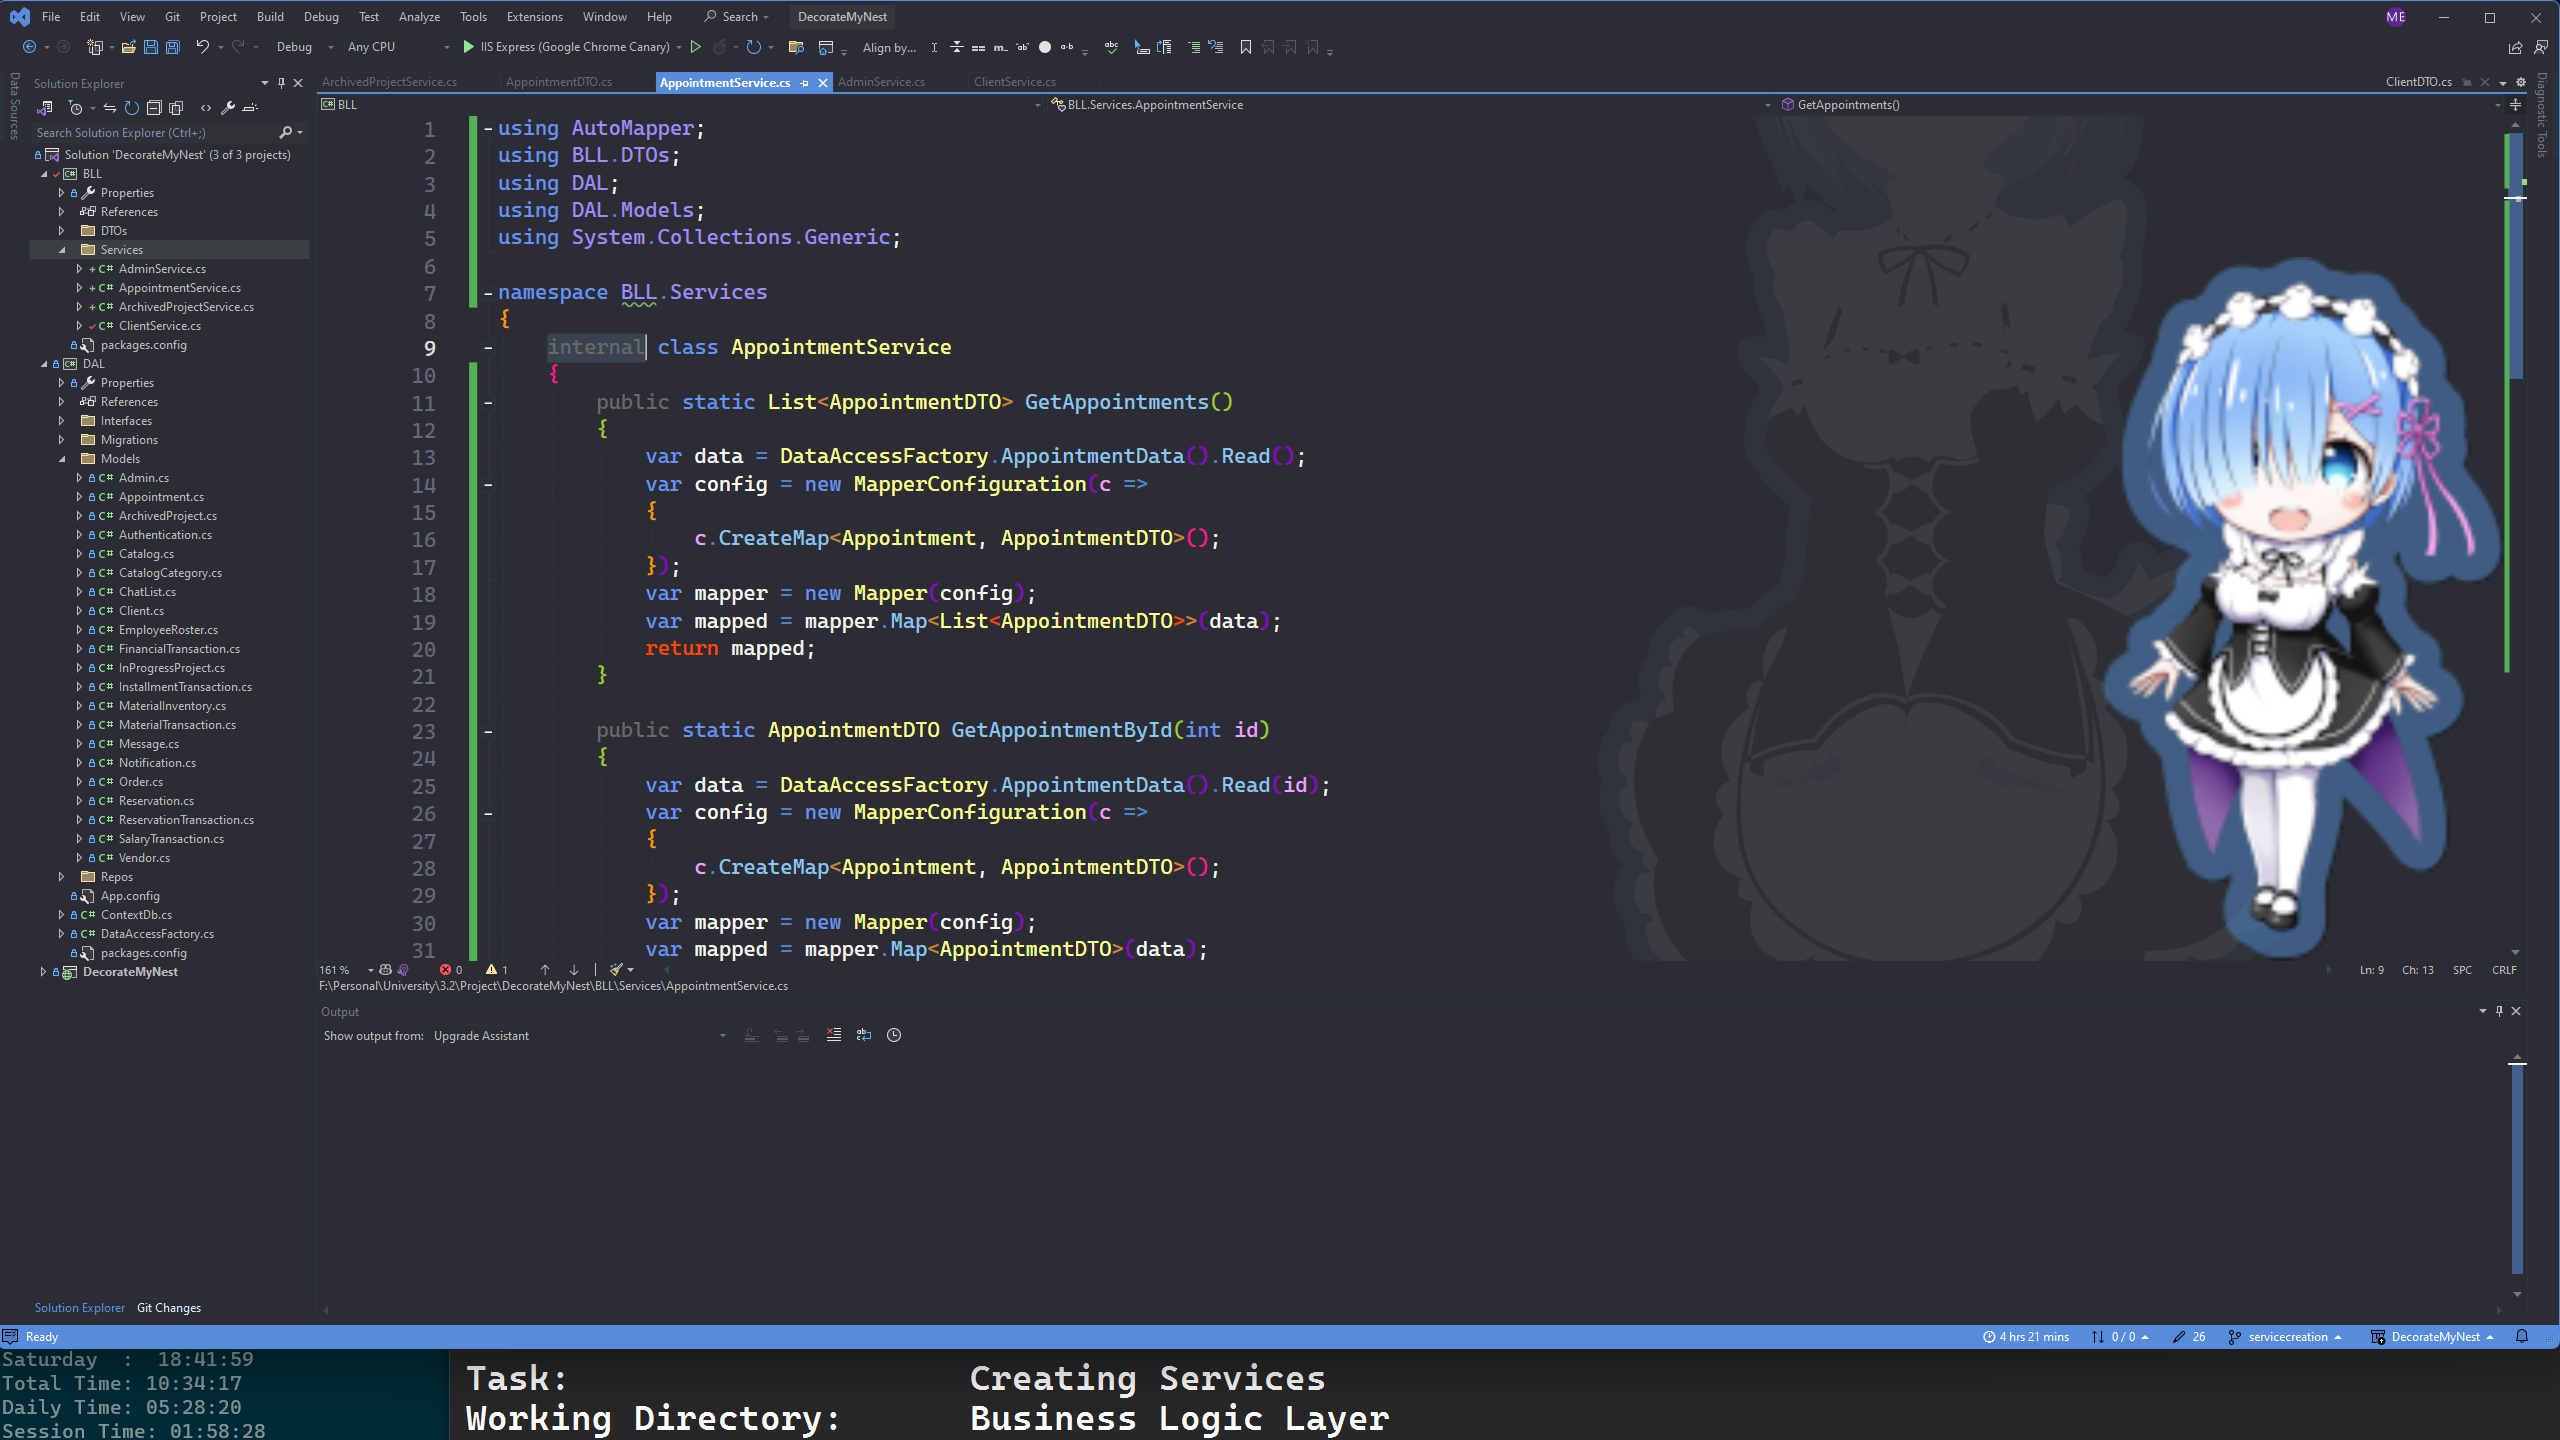 File Edit View Git Project Build Debug Test Analyze Tools Extensions Window Help Search DecorateMyNest ME
Debug Any CPU IIS Express (Google Chrome Canary) Align by...
Data Sources
Solution Explorer
Search Solution Explorer (Ctrl+;)
Solution 'DecorateMyNest' (3 of 3 projects)
BLL
Properties
References
DTOs
Services
AdminService.cs
AppointmentService.cs
ArchivedProjectService.cs
ClientService.cs
packages.config
DAL
Properties
References
Interfaces
Migrations
Models
Admin.cs
Appointment.cs
ArchivedProject.cs
Authentication.cs
Catalog.cs
CatalogCategory.cs
ChatList.cs
Client.cs
EmployeeRoster.cs
FinancialTransaction.cs
InProgressProject.cs
InstallmentTransaction.cs
MaterialInventory.cs
MaterialTransaction.cs
Message.cs
Notification.cs
Order.cs
Reservation.cs
ReservationTransaction.cs
SalaryTransaction.cs
Vendor.cs
Repos
App.config
ContextDb.cs
DataAccessFactory.cs
packages.config
DecorateMyNest
Solution Explorer Git Changes
ArchivedProjectService.cs AppointmentDTO.cs AppointmentService.cs AdminService.cs ClientService.cs ClientDTO.cs
BLL BLL.Services.AppointmentService GetAppointments()
Diagnostic Tools
1 using AutoMapper;
2 using BLL.DTOs;
3 using DAL;
4 using DAL.Models;
5 using System.Collections.Generic;
6
7 namespace BLL.Services
8 {
9 internal class AppointmentService
10 {
11 public static List<AppointmentDTO> GetAppointments()
12 {
13 var data = DataAccessFactory.AppointmentData().Read();
14 var config = new MapperConfiguration(c =>
15 {
16 c.CreateMap<Appointment, AppointmentDTO>();
17 });
18 var mapper = new Mapper(config);
19 var mapped = mapper.Map<List<AppointmentDTO>>(data);
20 return mapped;
21 }
22
23 public static AppointmentDTO GetAppointmentById(int id)
24 {
25 var data = DataAccessFactory.AppointmentData().Read(id);
26 var config = new MapperConfiguration(c =>
27 {
28 c.CreateMap<Appointment, AppointmentDTO>();
29 });
30 var mapper = new Mapper(config);
31 var mapped = mapper.Map<AppointmentDTO>(data);
161 % 0 1 Ln: 9 Ch: 13 SPC CRLF
F:\Personal\University\3.2\Project\DecorateMyNest\BLL\Services\AppointmentService.cs
Output
Show output from: Upgrade Assistant
Ready 4 hrs 21 mins 0 / 0 26 servicecreation DecorateMyNest
Saturday : 18:41:59
Total Time: 10:34:17
Daily Time: 05:28:20
Session Time: 01:58:28
Task: Creating Services
Working Directory: Business Logic Layer